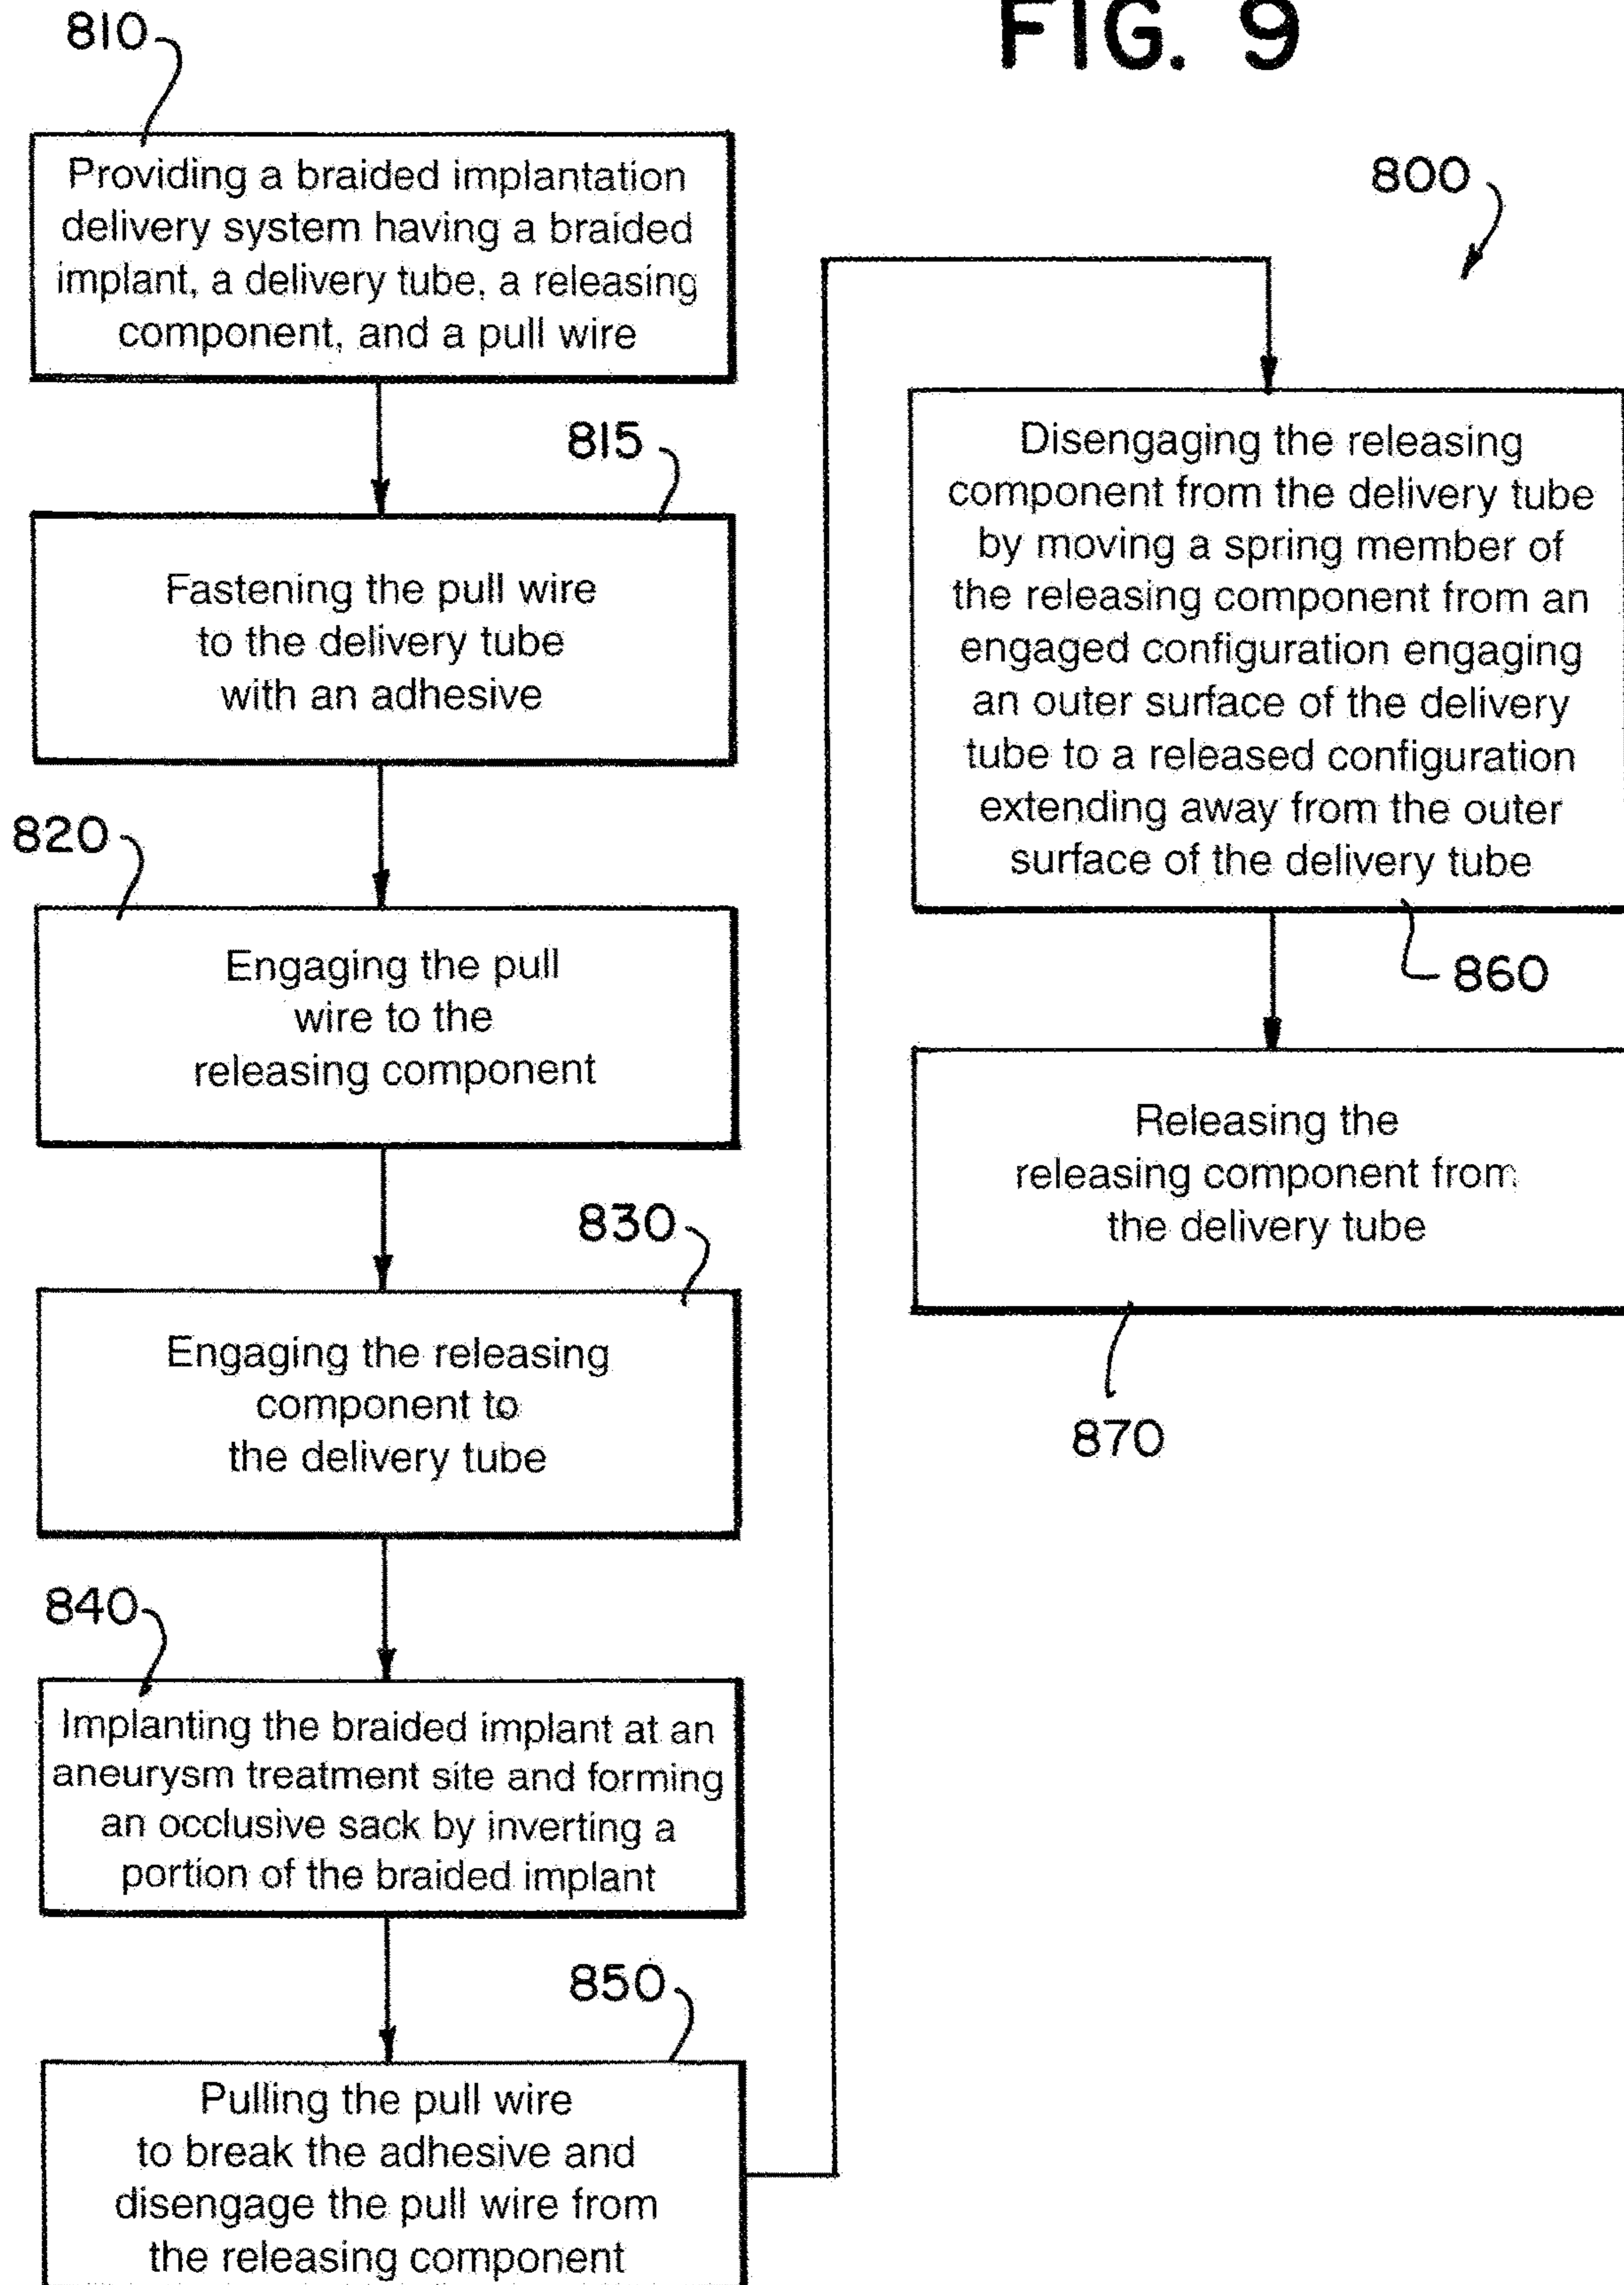 FIG. 9
800
810
Providing a braided implantation
delivery system having a braided
implant, a delivery tube, a releasing
component, and a pull wire
815
Fastening the pull wire
to the delivery tube
with an adhesive
820
Engaging the pull
wire to the
releasing component
830
Engaging the releasing
component to
the delivery tube
840
Implanting the braided implant at an
aneurysm treatment site and forming
an occlusive sack by inverting a
portion of the braided implant
850
Pulling the pull wire
to break the adhesive and
disengage the pull wire from
the releasing component
Disengaging the releasing
component from the delivery tube
by moving a spring member of
the releasing component from an
engaged configuration engaging
an outer surface of the delivery
tube to a released configuration
extending away from the outer
surface of the delivery tube
860
Releasing the
releasing component from
the delivery tube
870